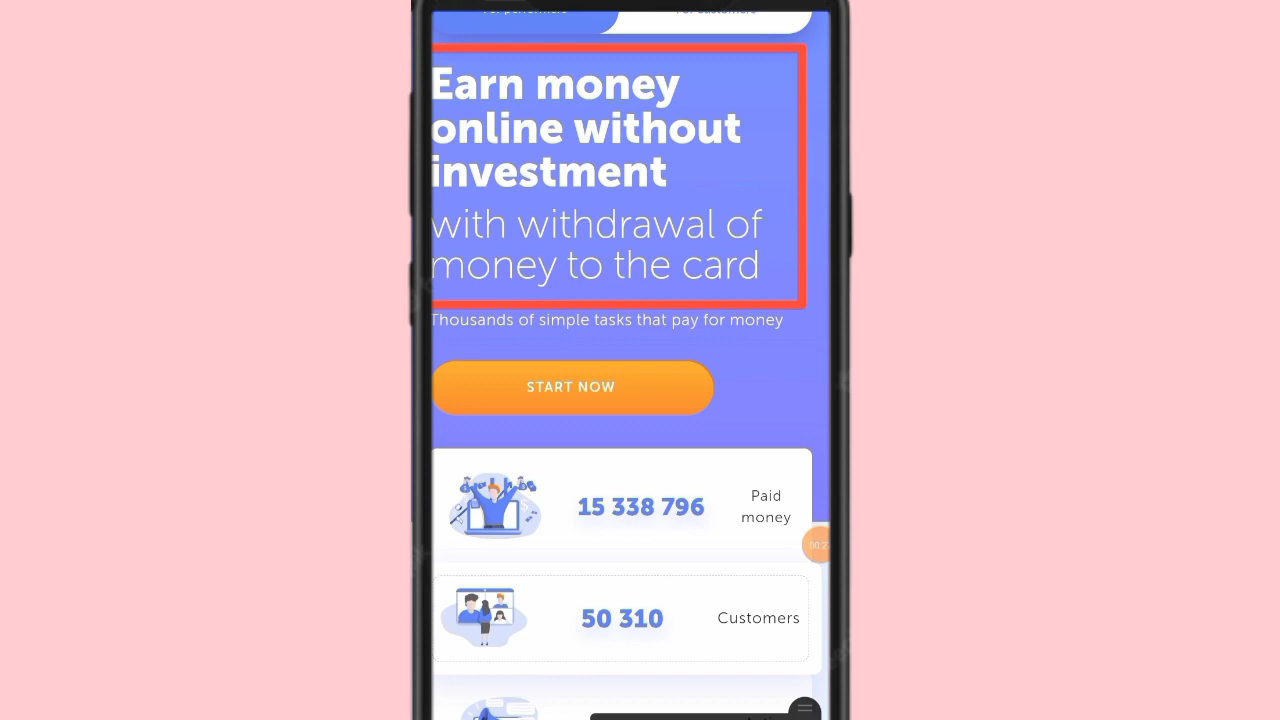 Earn money
online without
investment
with withdrawal of
money to the card
Thousands of simple tasks that pay for money
START NOW
15 338 796
Paid
money
50 310
Customers